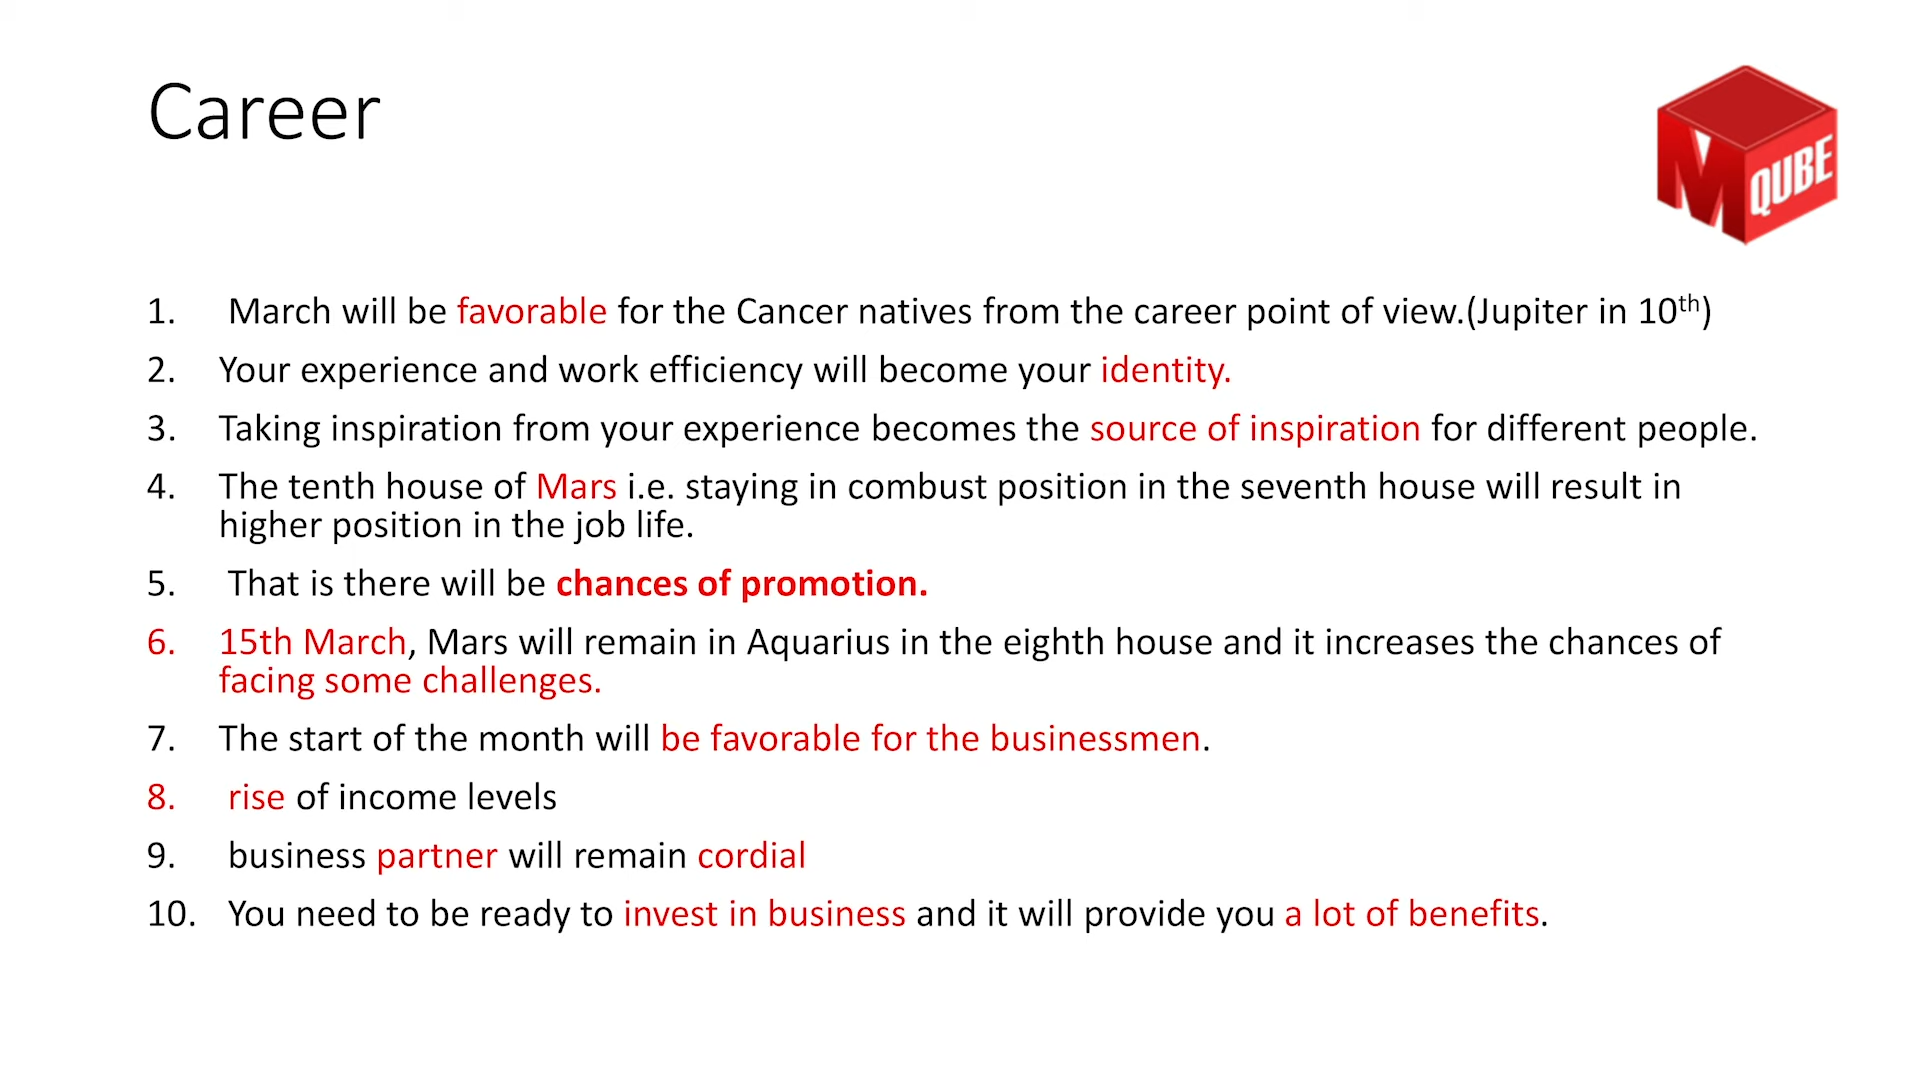 Career
M QUBE
1. March will be favorable for the Cancer natives from the career point of view.(Jupiter in 10th)
2. Your experience and work efficiency will become your identity.
3. Taking inspiration from your experience becomes the source of inspiration for different people.
4. The tenth house of Mars i.e. staying in combust position in the seventh house will result in
higher position in the job life.
5. That is there will be chances of promotion.
6. 15th March, Mars will remain in Aquarius in the eighth house and it increases the chances of
facing some challenges.
7. The start of the month will be favorable for the businessmen.
8. rise of income levels
9. business partner will remain cordial
10. You need to be ready to invest in business and it will provide you a lot of benefits.